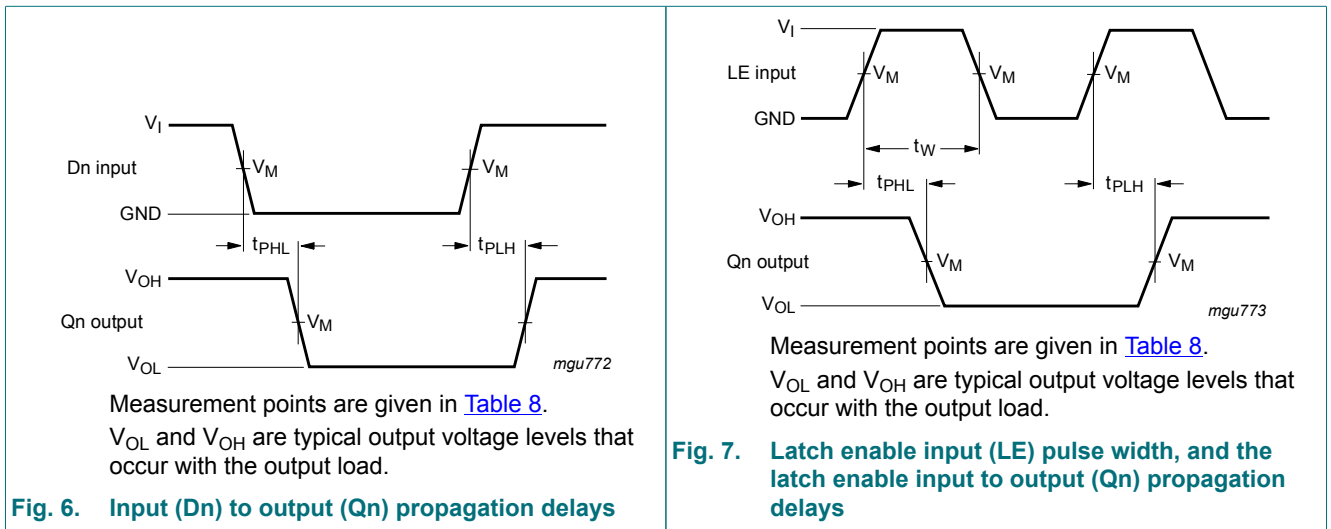 VI
Dn input
VM
VM
GND
tPHL
tPLH
VOH
Qn output
VM
VOL
mgu772
Measurement points are given in Table 8.
VOL and VOH are typical output voltage levels that
occur with the output load.
Fig. 6. Input (Dn) to output (Qn) propagation delays
VI
LE input
VM
VM
VM
GND
tW
tPHL
tPLH
VOH
Qn output
VM
VM
VOL
mgu773
Measurement points are given in Table 8.
VOL and VOH are typical output voltage levels that
occur with the output load.
Fig. 7. Latch enable input (LE) pulse width, and the
latch enable input to output (Qn) propagation
delays